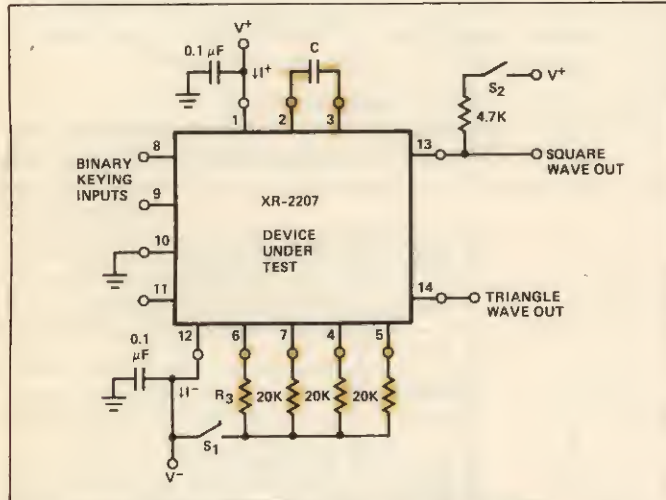 V+
0.1 μF
↓I+
C
S2
V+
4.7K
1
2
3
13
8
BINARY
KEYING
INPUTS
SQUARE
WAVE OUT
9
XR-2207
10
DEVICE
UNDER
TEST
11
14
TRIANGLE
WAVE OUT
12
6
7
4
5
0.1
μF
↓I-
R3
20K
20K
20K
S1
V-